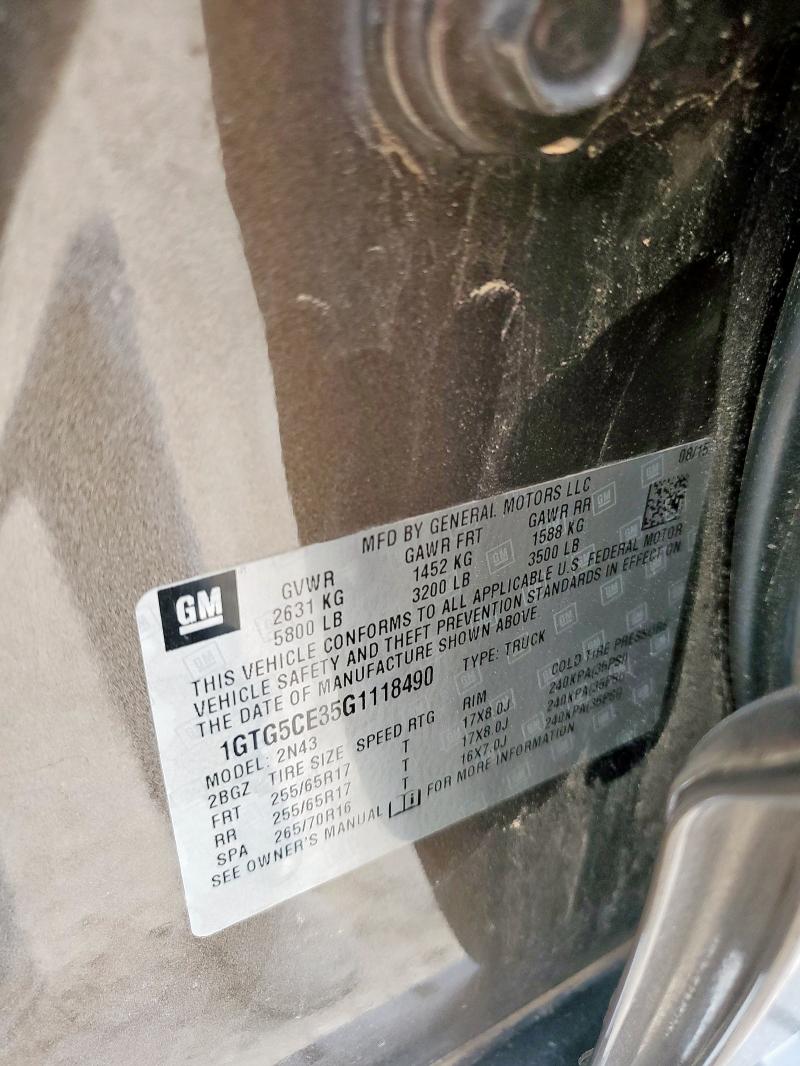 08/15
MFD BY GENERAL MOTORS LLC
GM
GVWR GAWR FRT GAWR RR
2631 KG 1452 KG 1588 KG
5800 LB 3200 LB 3500 LB
THIS VEHICLE CONFORMS TO ALL APPLICABLE U.S. FEDERAL MOTOR
VEHICLE SAFETY AND THEFT PREVENTION STANDARDS IN EFFECT ON
THE DATE OF MANUFACTURE SHOWN ABOVE
1GTG5CE35G1118490 TYPE: TRUCK
MODEL: 2N43
2BGZ TIRE SIZE SPEED RTG RIM COLD TIRE PRESSURE
FRT 255/65R17 T 17X8.0J 240KPA(35PSI)
RR 255/65R17 T 17X8.0J 240KPA(35PSI)
SPA 265/70R16 T 16X7.0J 240KPA(35PSI)
SEE OWNER'S MANUAL i FOR MORE INFORMATION